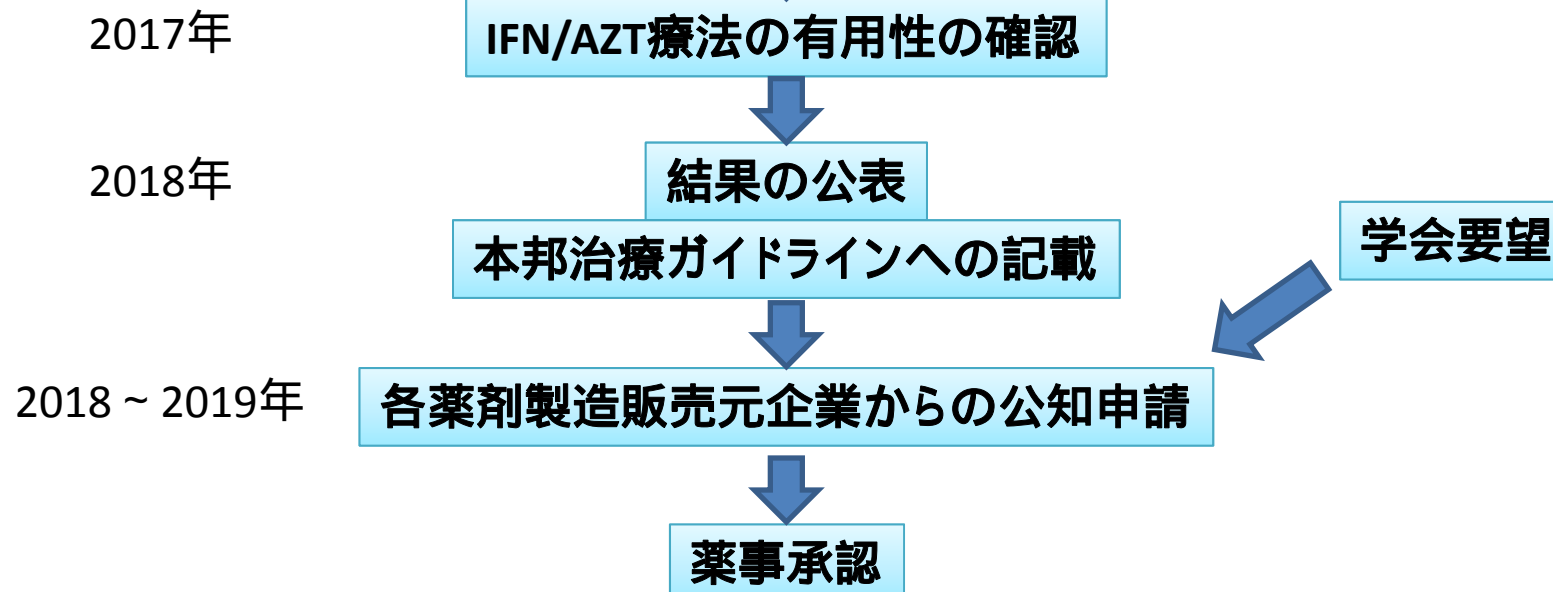 2017年
IFN/AZT療法の有用性の確認
2018年
結果の公表
本邦治療ガイドラインへの記載
学会要望
2018 ~ 2019年
各薬剤製造販売元企業からの公知申請
薬事承認